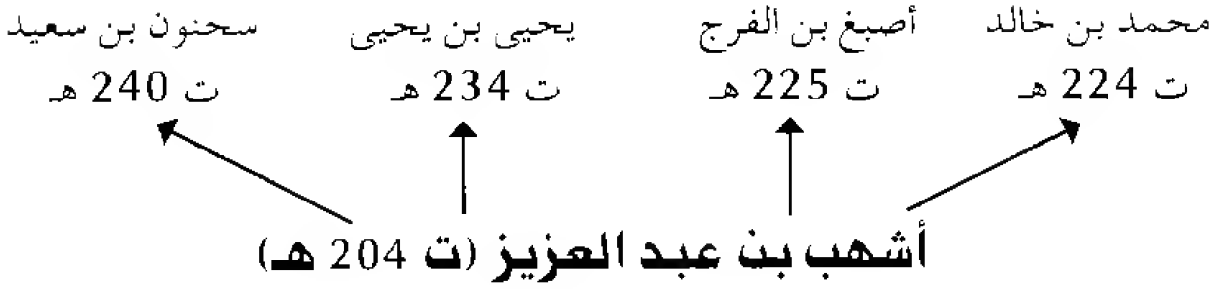 محمد بن خالد أصبغ بن الفرج يحيى بن يحيى سحنون بن سعيد
ت 224 هـ ت 225 هـ ت 234 هـ ت 240 هـ
أشهب بن عبد العزيز (ت 204 هـ)